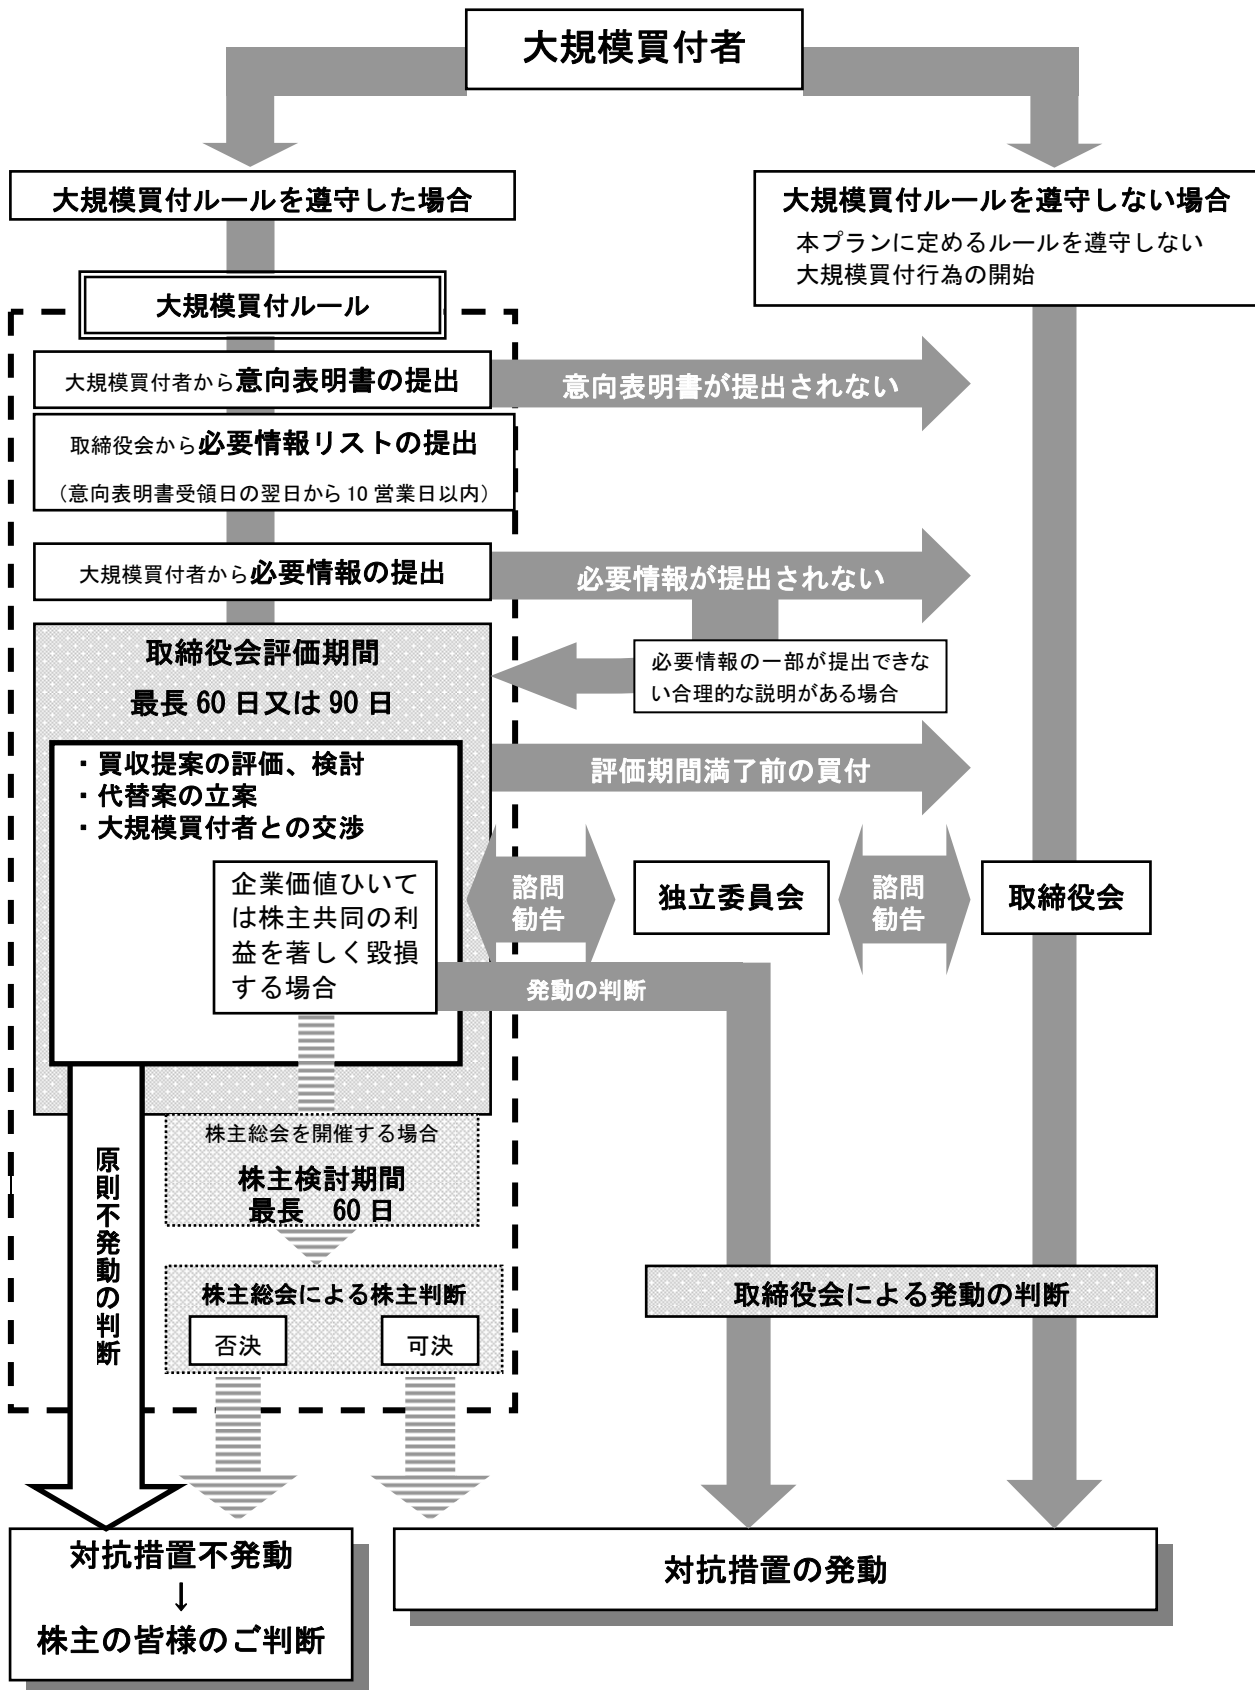 大規模買付者
大規模買付ルールを遵守した場合
大規模買付ルールを遵守しない場合
本プランに定めるルールを遵守しない
大規模買付行為の開始
大規模買付ルール
大規模買付者から意向表明書の提出
意向表明書が提出されない
取締役会から必要情報リストの提出
（意向表明書受領日の翌日から 10 営業日以内）
大規模買付者から必要情報の提出
必要情報が提出されない
取締役会評価期間
最長 60 日又は 90 日
必要情報の一部が提出できな
い合理的な説明がある場合
・買収提案の評価、検討
・代替案の立案
・大規模買付者との交渉
評価期間満了前の買付
企業価値ひいて
は株主共同の利
益を著しく毀損
する場合
諮問
勧告
独立委員会
諮問
勧告
取締役会
発動の判断
原則不発動の判断
株主総会を開催する場合
株主検討期間
最長　60 日
株主総会による株主判断
否決
可決
取締役会による発動の判断
対抗措置不発動
↓
株主の皆様のご判断
対抗措置の発動